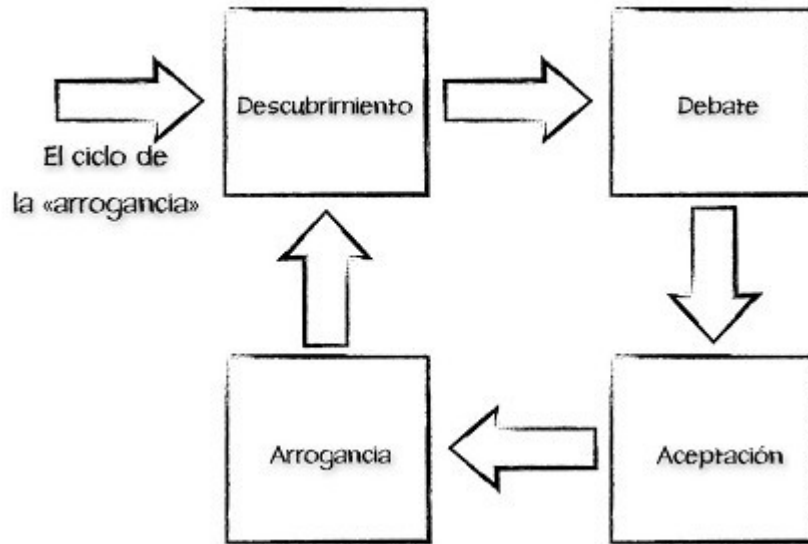 Descubrimiento
Debate
El ciclo de
la «arrogancia»
Arrogancia
Aceptación